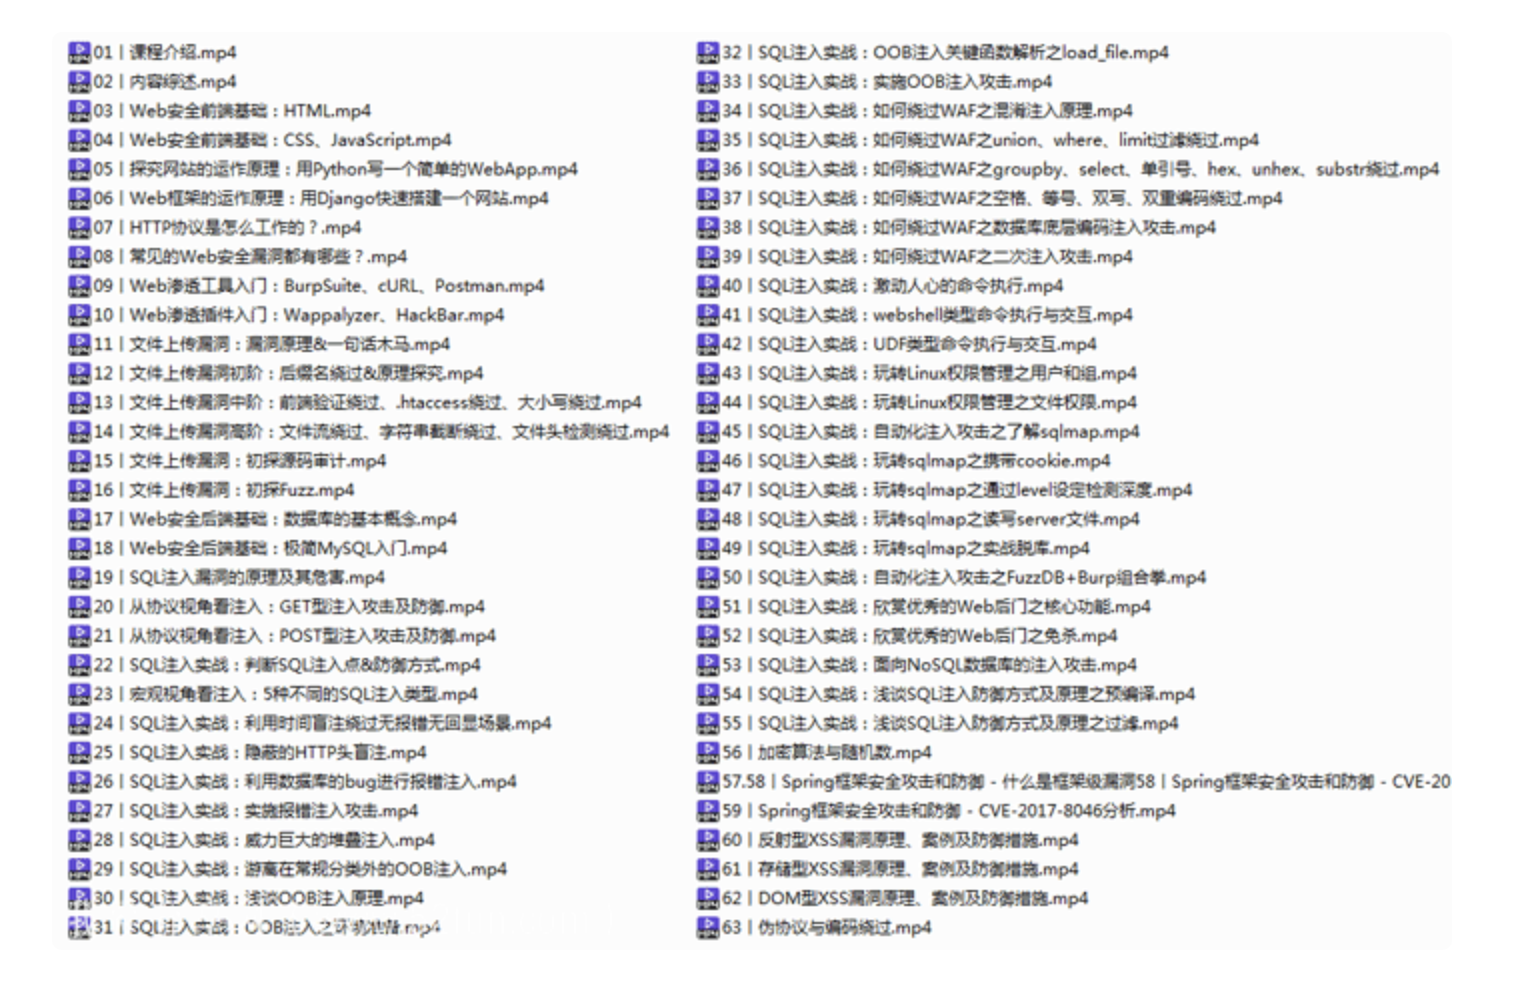 01丨课程介绍.mp4
02丨内容综述.mp4
03丨Web安全前端基础：HTML.mp4
04丨Web安全前端基础：CSS、JavaScript.mp4
05丨探究网站的运作原理：用Python写一个简单的WebApp.mp4
06丨Web框架的运作原理：用Django快速搭建一个网站.mp4
07丨HTTP协议是怎么工作的？.mp4
08丨常见的Web安全漏洞都有哪些？.mp4
09丨Web渗透工具入门：BurpSuite、cURL、Postman.mp4
10丨Web渗透插件入门：Wappalyzer、HackBar.mp4
11丨文件上传漏洞：漏洞原理&一句话木马.mp4
12丨文件上传漏洞初阶：后缀名绕过&原理探究.mp4
13丨文件上传漏洞中阶：前端验证绕过、.htaccess绕过、大小写绕过.mp4
14丨文件上传漏洞高阶：文件流绕过、字符串截断绕过、文件头检测绕过.mp4
15丨文件上传漏洞：初探源码审计.mp4
16丨文件上传漏洞：初探Fuzz.mp4
17丨Web安全后端基础：数据库的基本概念.mp4
18丨Web安全后端基础：极简MySQL入门.mp4
19丨SQL注入漏洞的原理及其危害.mp4
20丨从协议视角看注入：GET型注入攻击及防御.mp4
21丨从协议视角看注入：POST型注入攻击及防御.mp4
22丨SQL注入实战：判断SQL注入点&防御方式.mp4
23丨宏观视角看注入：5种不同的SQL注入类型.mp4
24丨SQL注入实战：利用时间盲注绕过无报错无回显场景.mp4
25丨SQL注入实战：隐蔽的HTTP头盲注.mp4
26丨SQL注入实战：利用数据库的bug进行报错注入.mp4
27丨SQL注入实战：实施报错注入攻击.mp4
28丨SQL注入实战：威力巨大的堆叠注入.mp4
29丨SQL注入实战：游离在常规分类外的OOB注入.mp4
30丨SQL注入实战：浅谈OOB注入原理.mp4
31丨SQL注入实战：OOB注入之环境准备.mp4
32丨SQL注入实战：OOB注入关键函数解析之load_file.mp4
33丨SQL注入实战：实施OOB注入攻击.mp4
34丨SQL注入实战：如何绕过WAF之混淆注入原理.mp4
35丨SQL注入实战：如何绕过WAF之union、where、limit过滤绕过.mp4
36丨SQL注入实战：如何绕过WAF之groupby、select、单引号、hex、unhex、substr绕过.mp4
37丨SQL注入实战：如何绕过WAF之空格、等号、双写、双重编码绕过.mp4
38丨SQL注入实战：如何绕过WAF之数据库底层编码注入攻击.mp4
39丨SQL注入实战：如何绕过WAF之二次注入攻击.mp4
40丨SQL注入实战：激动人心的命令执行.mp4
41丨SQL注入实战：webshell类型命令执行与交互.mp4
42丨SQL注入实战：UDF类型命令执行与交互.mp4
43丨SQL注入实战：玩转Linux权限管理之用户和组.mp4
44丨SQL注入实战：玩转Linux权限管理之文件权限.mp4
45丨SQL注入实战：自动化注入攻击之了解sqlmap.mp4
46丨SQL注入实战：玩转sqlmap之携带cookie.mp4
47丨SQL注入实战：玩转sqlmap之通过level设定检测深度.mp4
48丨SQL注入实战：玩转sqlmap之读写server文件.mp4
49丨SQL注入实战：玩转sqlmap之实战脱库.mp4
50丨SQL注入实战：自动化注入攻击之FuzzDB+Burp组合拳.mp4
51丨SQL注入实战：欣赏优秀的Web后门之核心功能.mp4
52丨SQL注入实战：欣赏优秀的Web后门之免杀.mp4
53丨SQL注入实战：面向NoSQL数据库的注入攻击.mp4
54丨SQL注入实战：浅谈SQL注入防御方式及原理之预编译.mp4
55丨SQL注入实战：浅谈SQL注入防御方式及原理之过滤.mp4
56丨加密算法与随机数.mp4
57.58丨Spring框架安全攻击和防御 - 什么是框架级漏洞58丨Spring框架安全攻击和防御 - CVE-20
59丨Spring框架安全攻击和防御 - CVE-2017-8046分析.mp4
60丨反射型XSS漏洞原理、案例及防御措施.mp4
61丨存储型XSS漏洞原理、案例及防御措施.mp4
62丨DOM型XSS漏洞原理、案例及防御措施.mp4
63丨伪协议与编码绕过.mp4